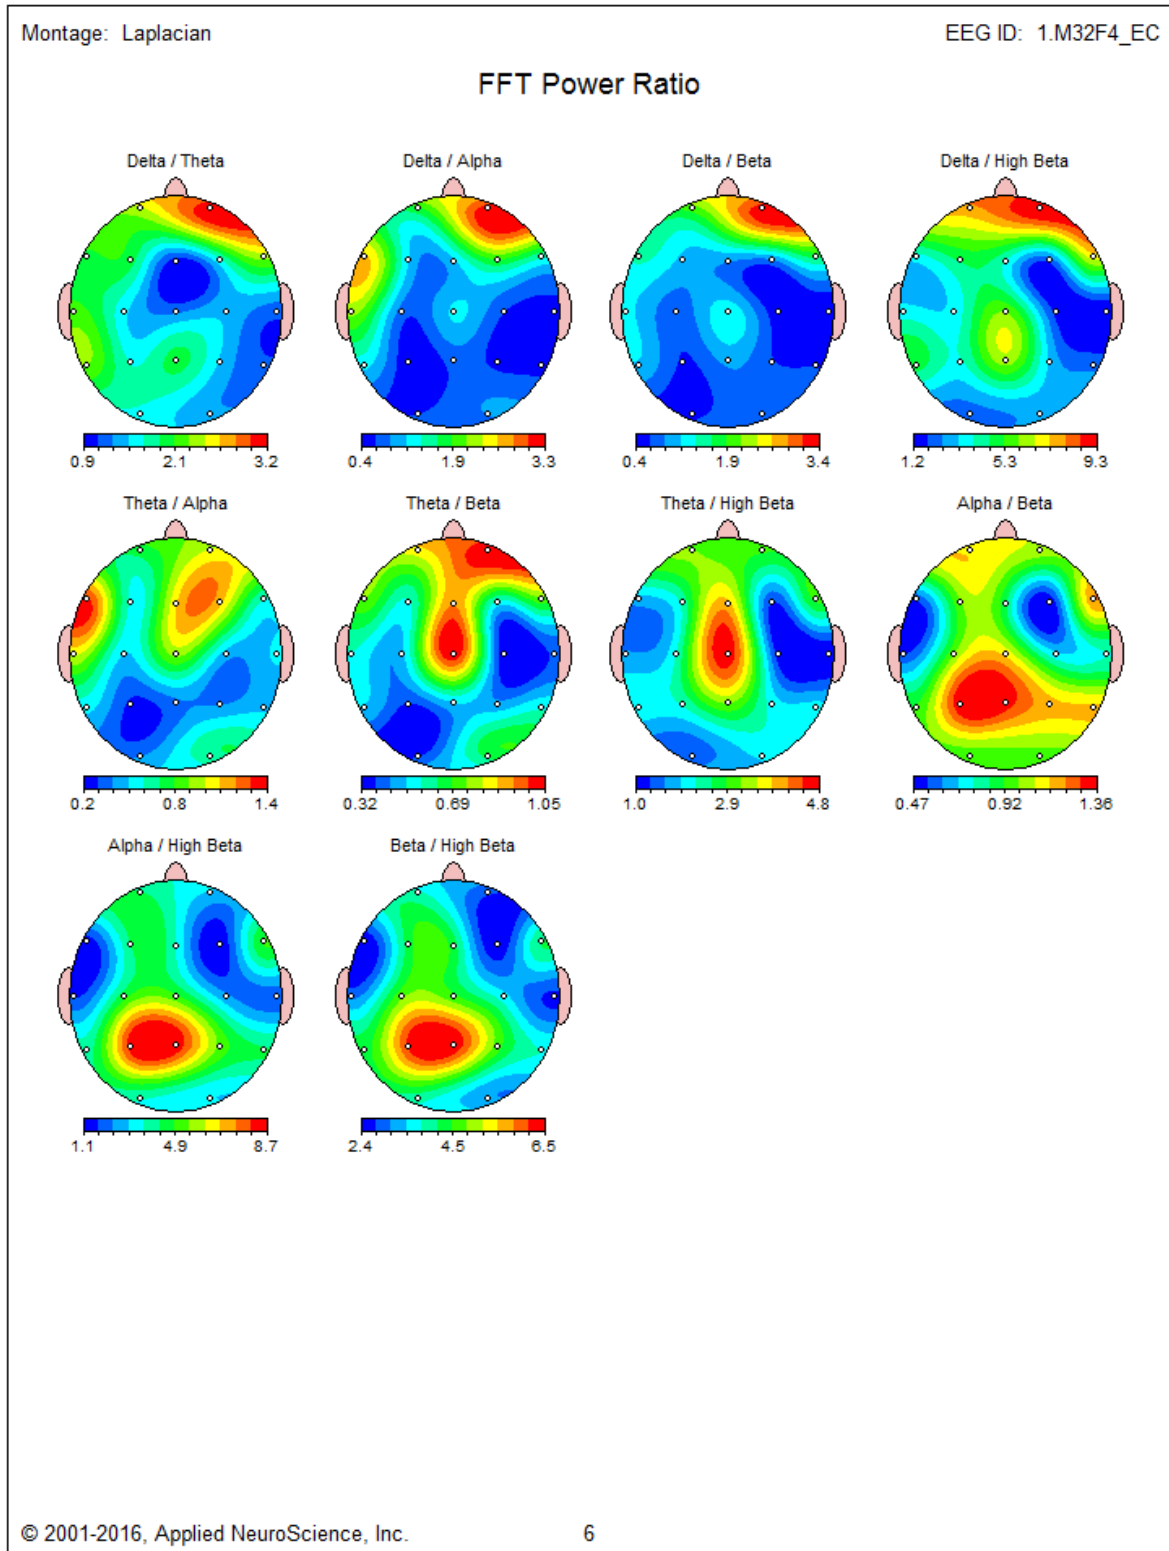 Montage: Laplacian EEG ID: 1.M32F4_EC
FFT Power Ratio
Delta / Theta Delta / Alpha Delta / Beta Delta / High Beta
0.9 2.1 3.2 0.4 1.9 3.3 0.4 1.9 3.4 1.2 5.3 9.3
Theta / Alpha Theta / Beta Theta / High Beta Alpha / Beta
0.2 0.8 1.4 0.32 0.69 1.05 1.0 2.9 4.8 0.47 0.92 1.36
Alpha / High Beta Beta / High Beta
1.1 4.9 8.7 2.4 4.5 6.5
© 2001-2016, Applied NeuroScience, Inc. 6